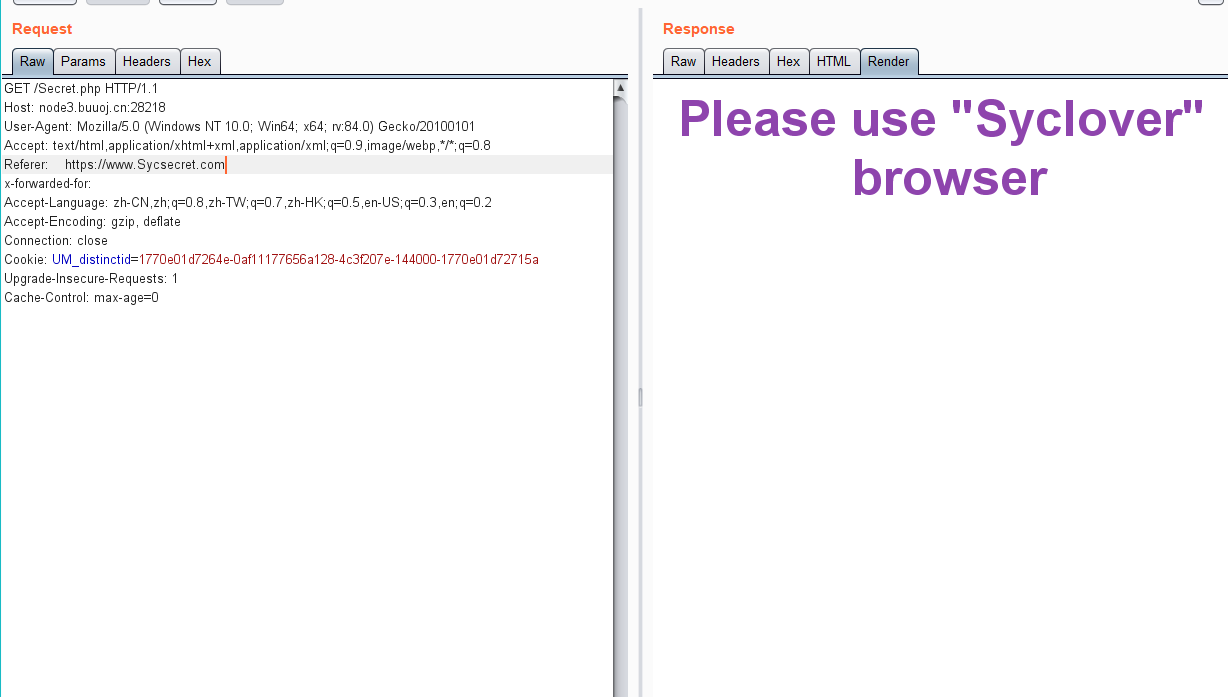 Request
Raw Params Headers Hex
GET /Secret.php HTTP/1.1
Host: node3.buuoj.cn:28218
User-Agent: Mozilla/5.0 (Windows NT 10.0; Win64; x64; rv:84.0) Gecko/20100101
Accept: text/html,application/xhtml+xml,application/xml;q=0.9,image/webp,*/*;q=0.8
Referer: https://www.Sycsecret.com
x-forwarded-for:
Accept-Language: zh-CN,zh;q=0.8,zh-TW;q=0.7,zh-HK;q=0.5,en-US;q=0.3,en;q=0.2
Accept-Encoding: gzip, deflate
Connection: close
Cookie: UM_distinctid=1770e01d7264e-0af11177656a128-4c3f207e-144000-1770e01d72715a
Upgrade-Insecure-Requests: 1
Cache-Control: max-age=0
Response
Raw Headers Hex HTML Render
Please use "Syclover"
browser